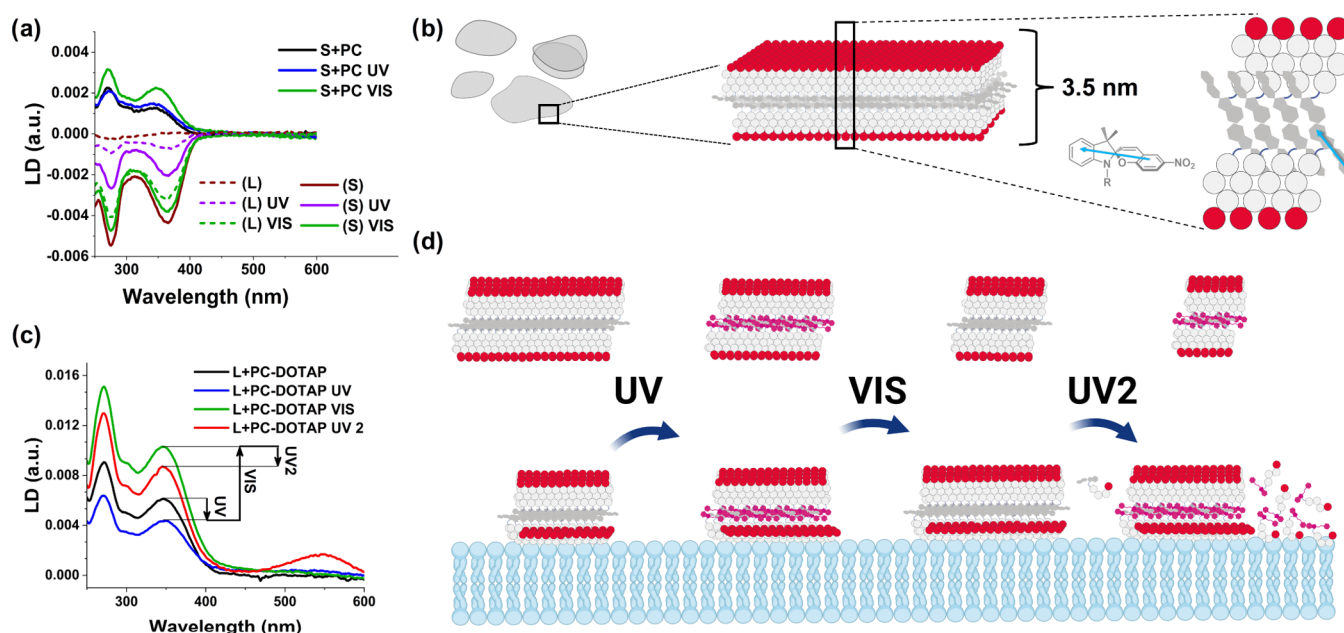 (a)
LD (a.u.)
0.004
0.002
0.000
-0.002
-0.004
-0.006
S+PC
S+PC UV
S+PC VIS
(L)
(L) UV
(L) VIS
(S)
(S) UV
(S) VIS
300
400
500
600
Wavelength (nm)
(b)
3.5 nm
N
R
O
NO₂
(c)
LD (a.u.)
0.016
0.012
0.008
0.004
0.000
L+PC-DOTAP
L+PC-DOTAP UV
L+PC-DOTAP VIS
L+PC-DOTAP UV 2
UV
VIS
UV2
300
400
500
600
Wavelength (nm)
(d)
UV
VIS
UV2